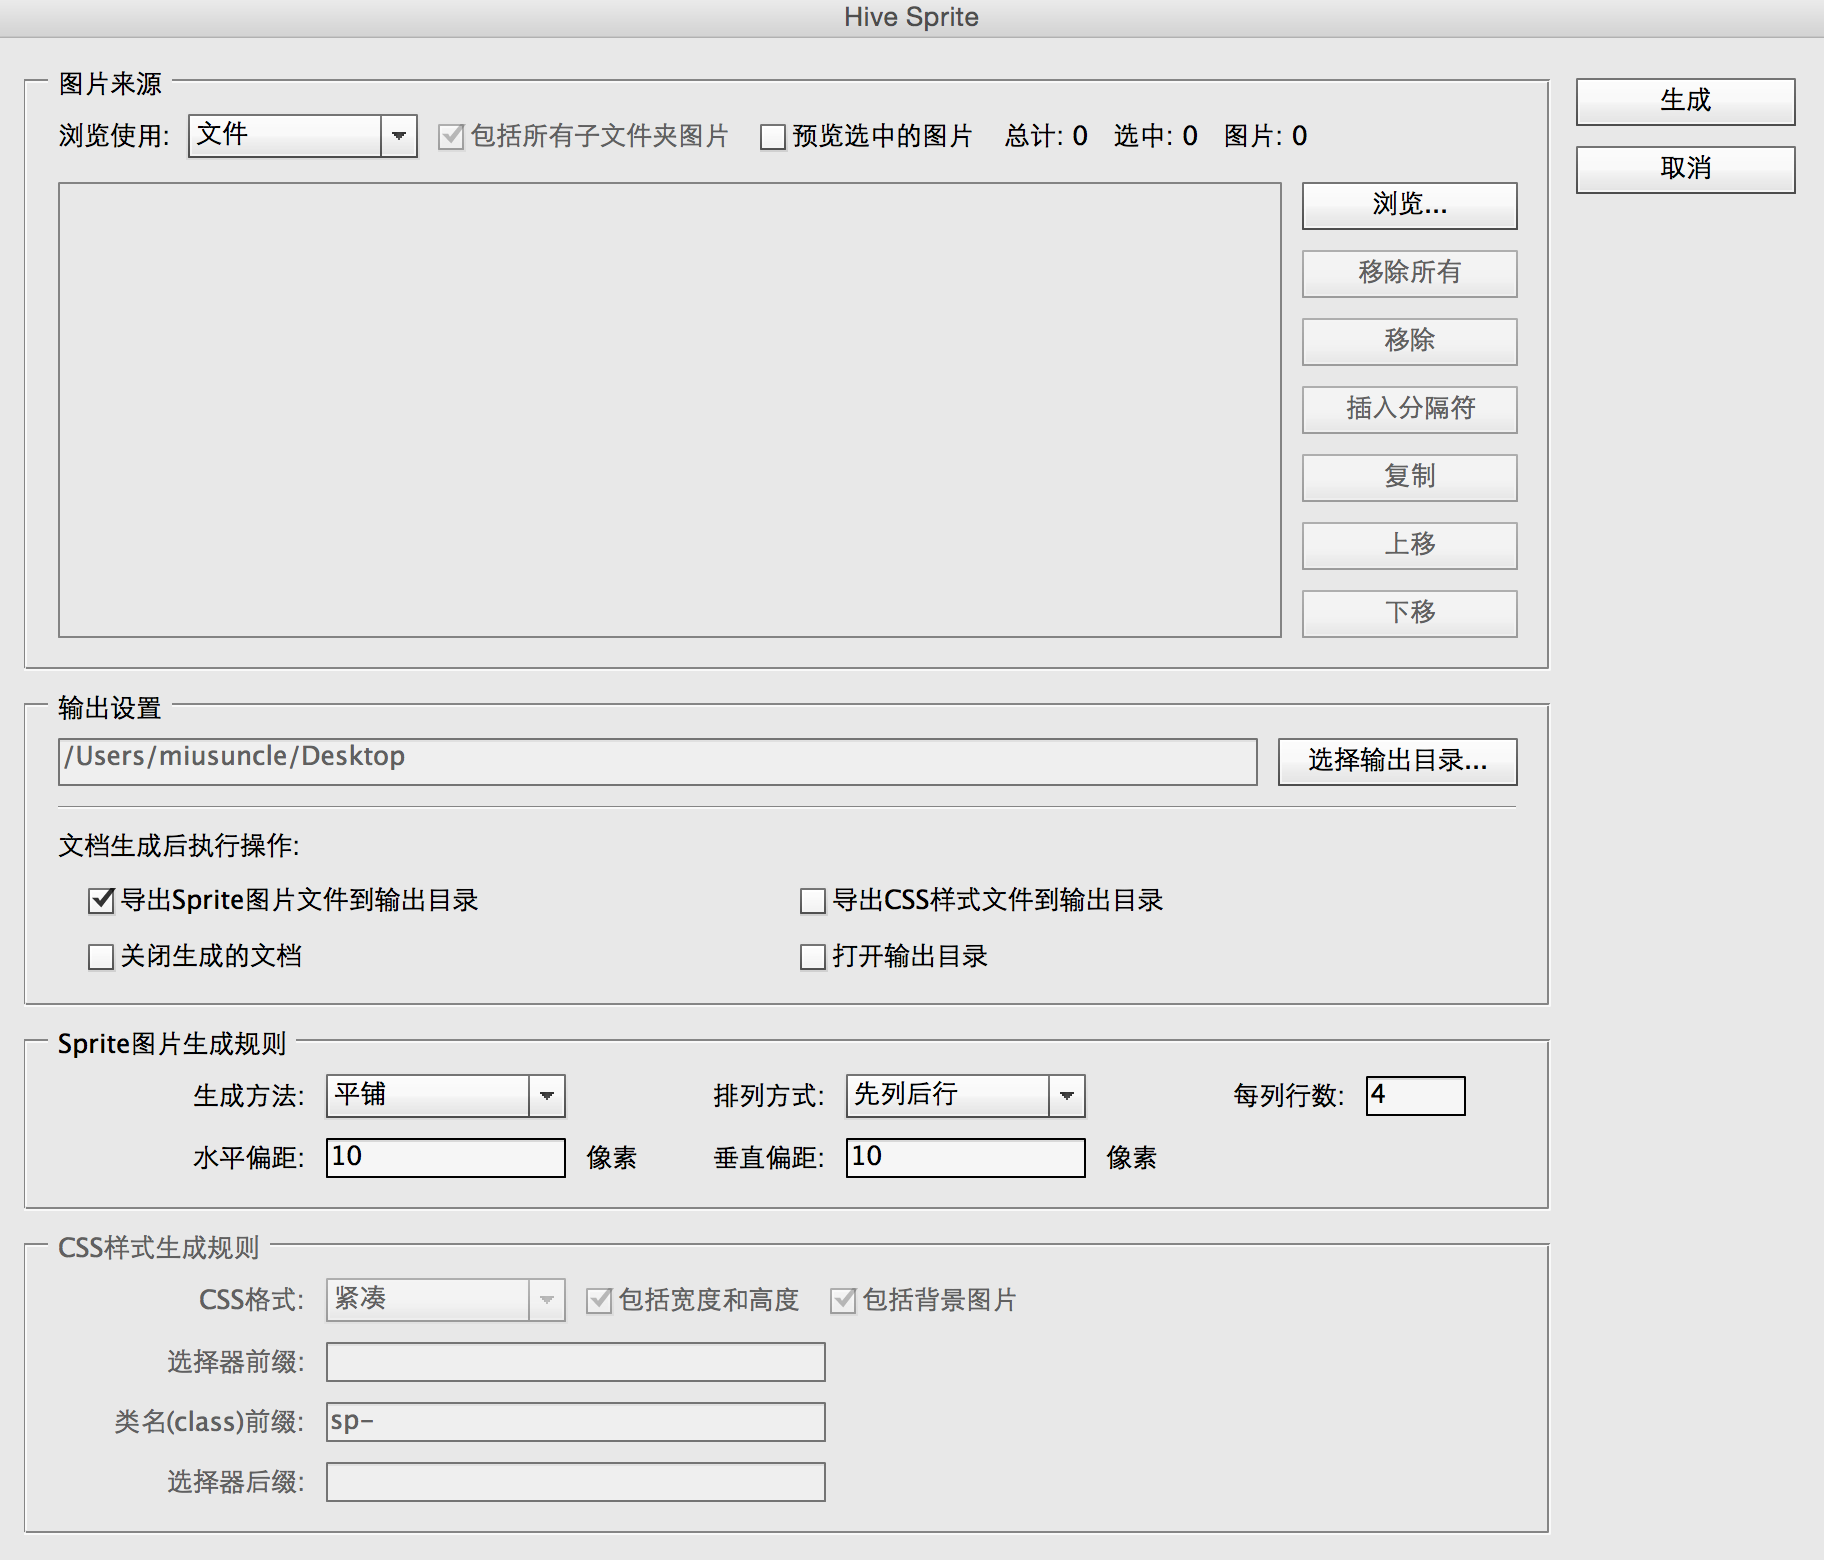 Hive Sprite
图片来源
浏览使用: 文件 包括所有子文件夹图片 预览选中的图片 总计: 0 选中: 0 图片: 0
生成
取消
浏览...
移除所有
移除
插入分隔符
复制
上移
下移
输出设置
/Users/miusuncle/Desktop 选择输出目录...
文档生成后执行操作:
导出Sprite图片文件到输出目录 导出CSS样式文件到输出目录
关闭生成的文档 打开输出目录
Sprite图片生成规则
生成方法: 平铺 排列方式: 先列后行 每列行数: 4
水平偏距: 10 像素 垂直偏距: 10 像素
CSS样式生成规则
CSS格式: 紧凑 包括宽度和高度 包括背景图片
选择器前缀:
类名(class)前缀: sp-
选择器后缀: